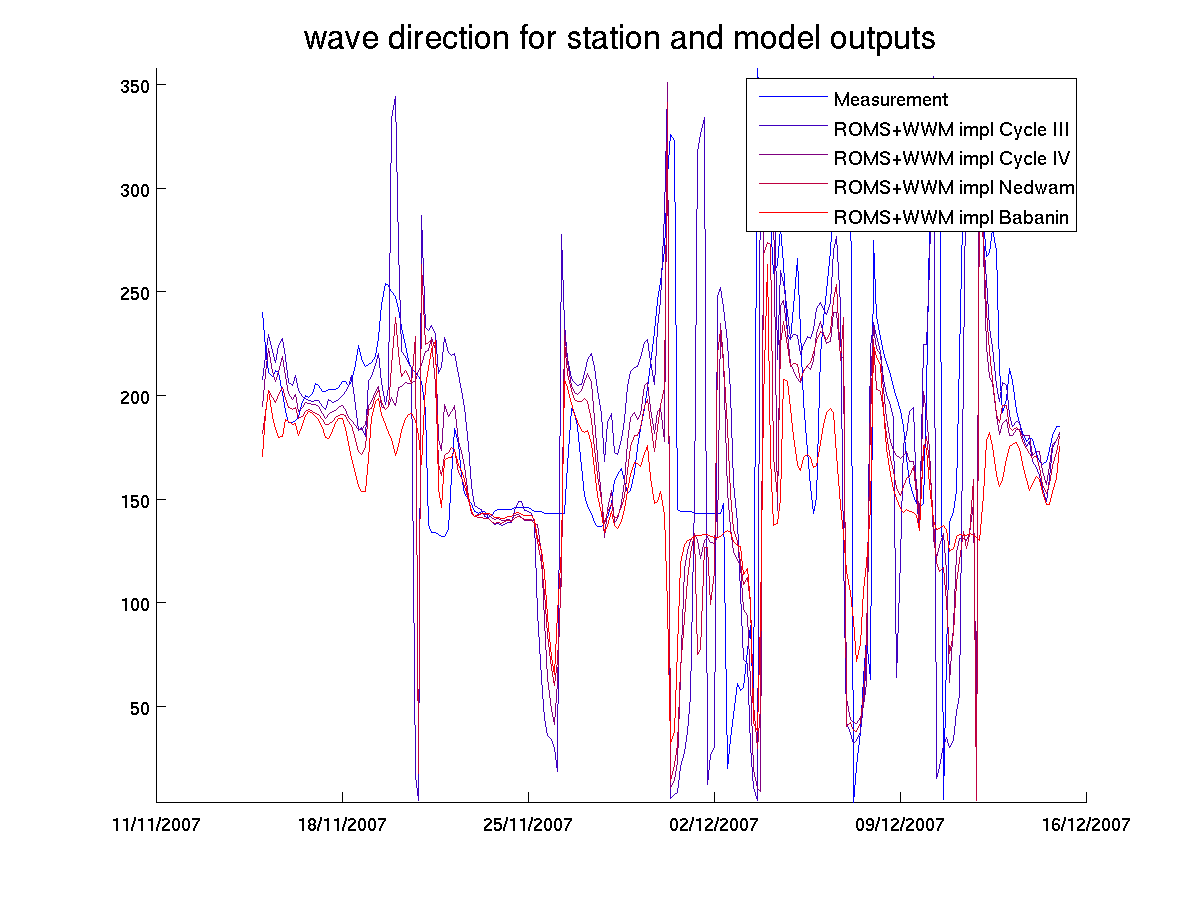 wave direction for station and model outputs
350
300
250
200
150
100
50
11/11/2007
18/11/2007
25/11/2007
02/12/2007
09/12/2007
16/12/2007
Measurement
ROMS+WWM impl Cycle III
ROMS+WWM impl Cycle IV
ROMS+WWM impl Nedwam
ROMS+WWM impl Babanin